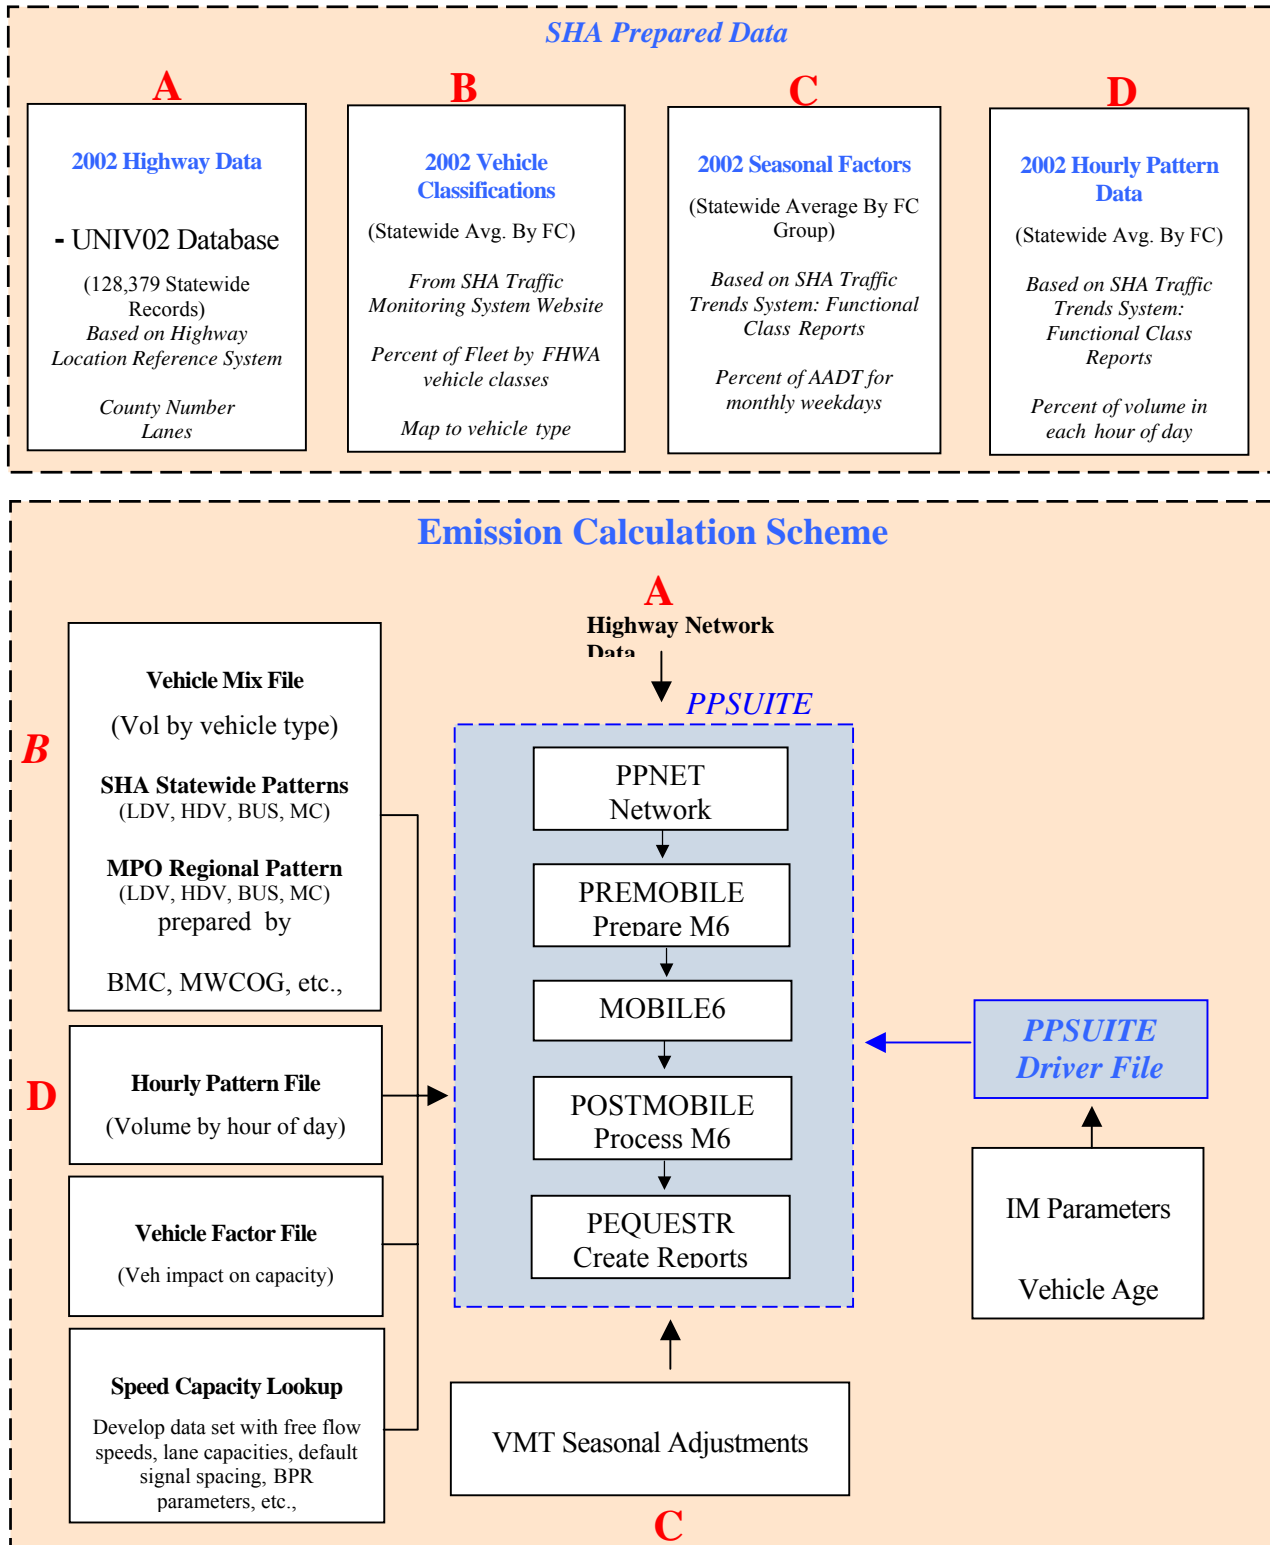 SHA Prepared Data
A
2002 Highway Data
- UNIV02 Database
(128,379 Statewide
Records)
Based on Highway
Location Reference System
County Number
Lanes
B
2002 Vehicle
Classifications
(Statewide Avg. By FC)
From SHA Traffic
Monitoring System Website
Percent of Fleet by FHWA
vehicle classes
Map to vehicle type
C
2002 Seasonal Factors
(Statewide Average By FC
Group)
Based on SHA Traffic
Trends System: Functional
Class Reports
Percent of AADT for
monthly weekdays
D
2002 Hourly Pattern
Data
(Statewide Avg. By FC)
Based on SHA Traffic
Trends System:
Functional Class
Reports
Percent of volume in
each hour of day
Emission Calculation Scheme
A
Highway Network
Data
B
Vehicle Mix File
(Vol by vehicle type)
SHA Statewide Patterns
(LDV, HDV, BUS, MC)
MPO Regional Pattern
(LDV, HDV, BUS, MC)
prepared by
BMC, MWCOG, etc.,
D
Hourly Pattern File
(Volume by hour of day)
Vehicle Factor File
(Veh impact on capacity)
Speed Capacity Lookup
Develop data set with free flow
speeds, lane capacities, default
signal spacing, BPR
parameters, etc.,
PPSUITE
PPNET
Network
PREMOBILE
Prepare M6
MOBILE6
POSTMOBILE
Process M6
PEQUESTR
Create Reports
PPSUITE
Driver File
IM Parameters
Vehicle Age
VMT Seasonal Adjustments
C